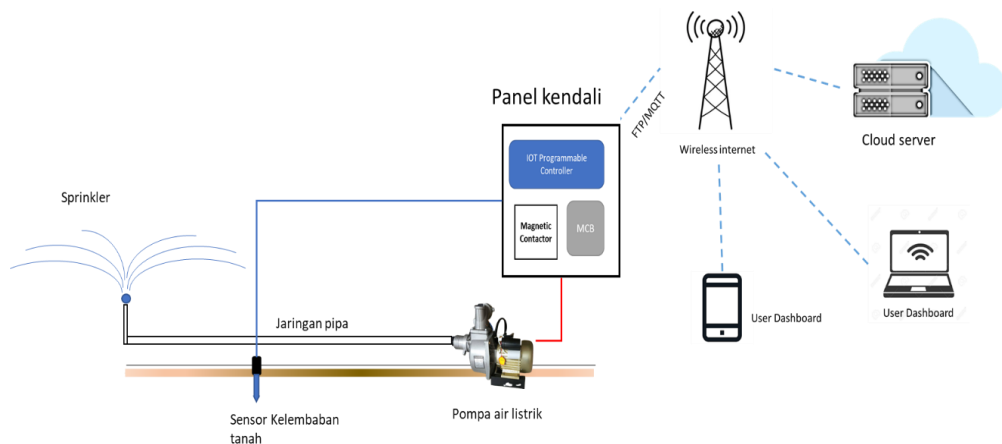 Panel kendali
IOT Programmable
Controller
Magnetic
Contactor
MCB
FTP/MQTT
Wireless internet
Cloud server
Sprinkler
Jaringan pipa
User Dashboard
User Dashboard
Sensor Kelembaban
tanah
Pompa air listrik